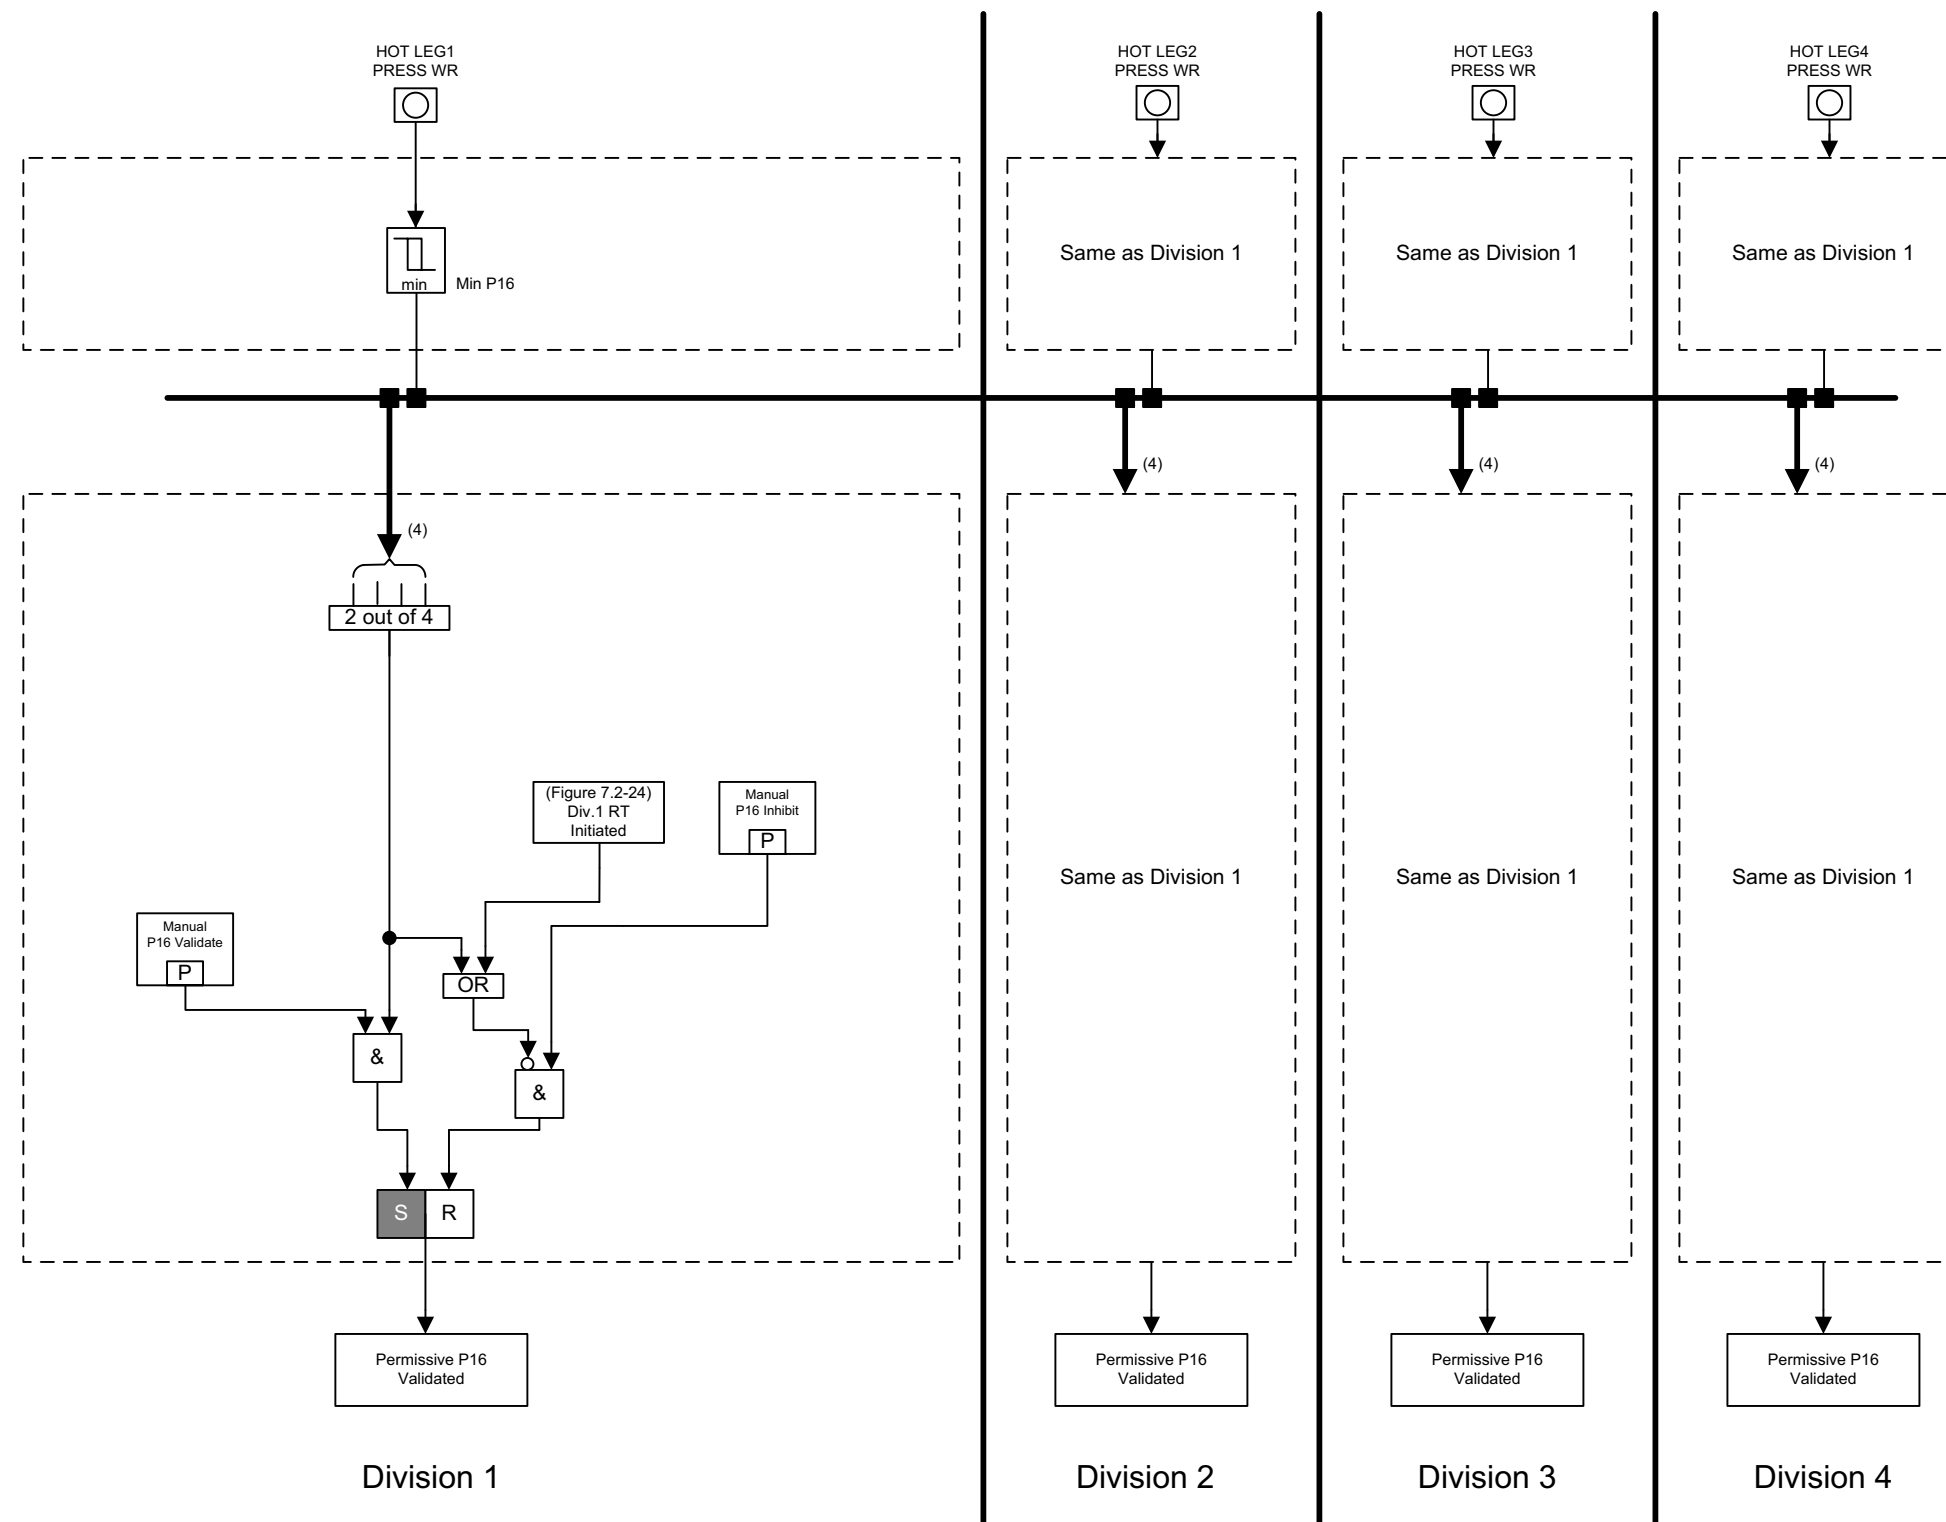 HOT LEG1
PRESS WR
HOT LEG2
PRESS WR
HOT LEG3
PRESS WR
HOT LEG4
PRESS WR
min
Min P16
Same as Division 1
Same as Division 1
Same as Division 1
(4)
(4)
(4)
(4)
2 out of 4
(Figure 7.2-24)
Div.1 RT
Initiated
Manual
P16 Inhibit
P
Manual
P16 Validate
P
OR
&
&
S
R
Same as Division 1
Same as Division 1
Same as Division 1
Permissive P16
Validated
Permissive P16
Validated
Permissive P16
Validated
Permissive P16
Validated
Division 1
Division 2
Division 3
Division 4